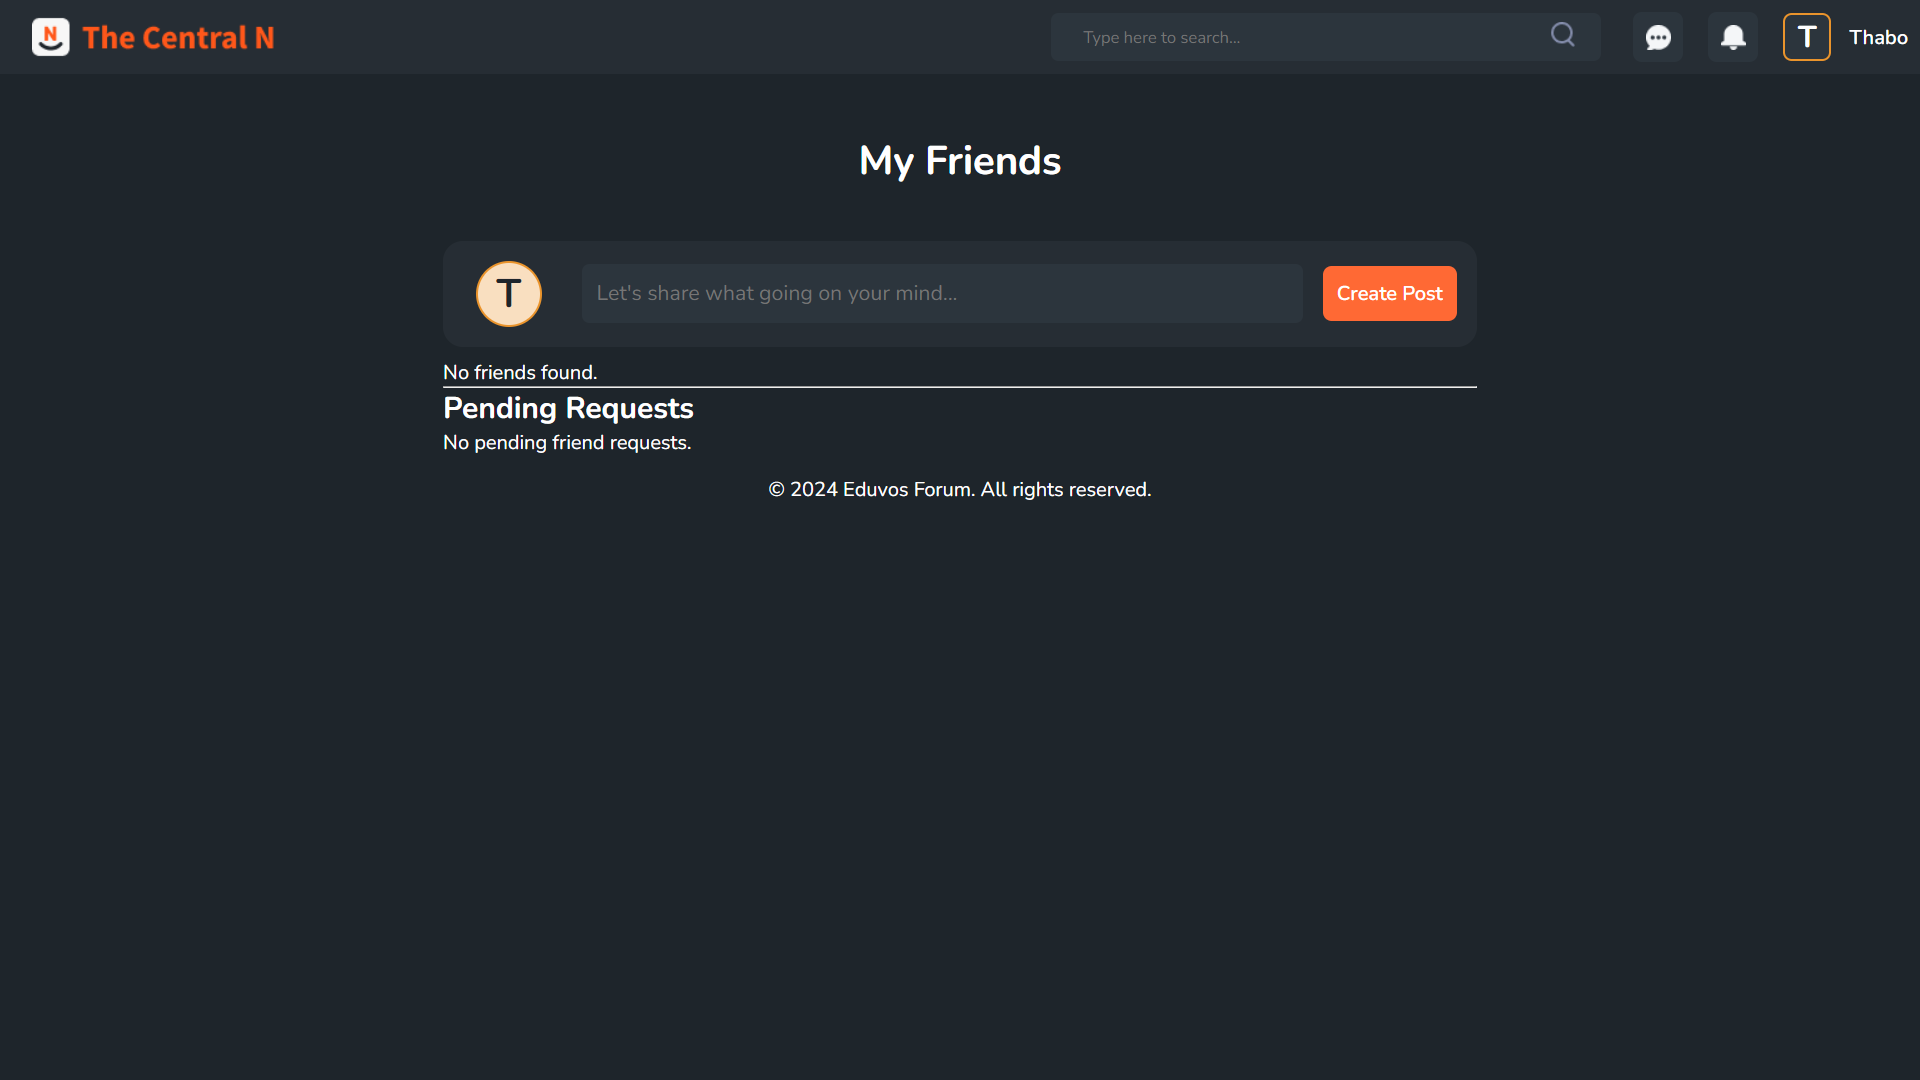 N The Central N
Type here to search...
T Thabo
My Friends
T
Let's share what going on your mind...
Create Post
No friends found.
Pending Requests
No pending friend requests.
© 2024 Eduvos Forum. All rights reserved.